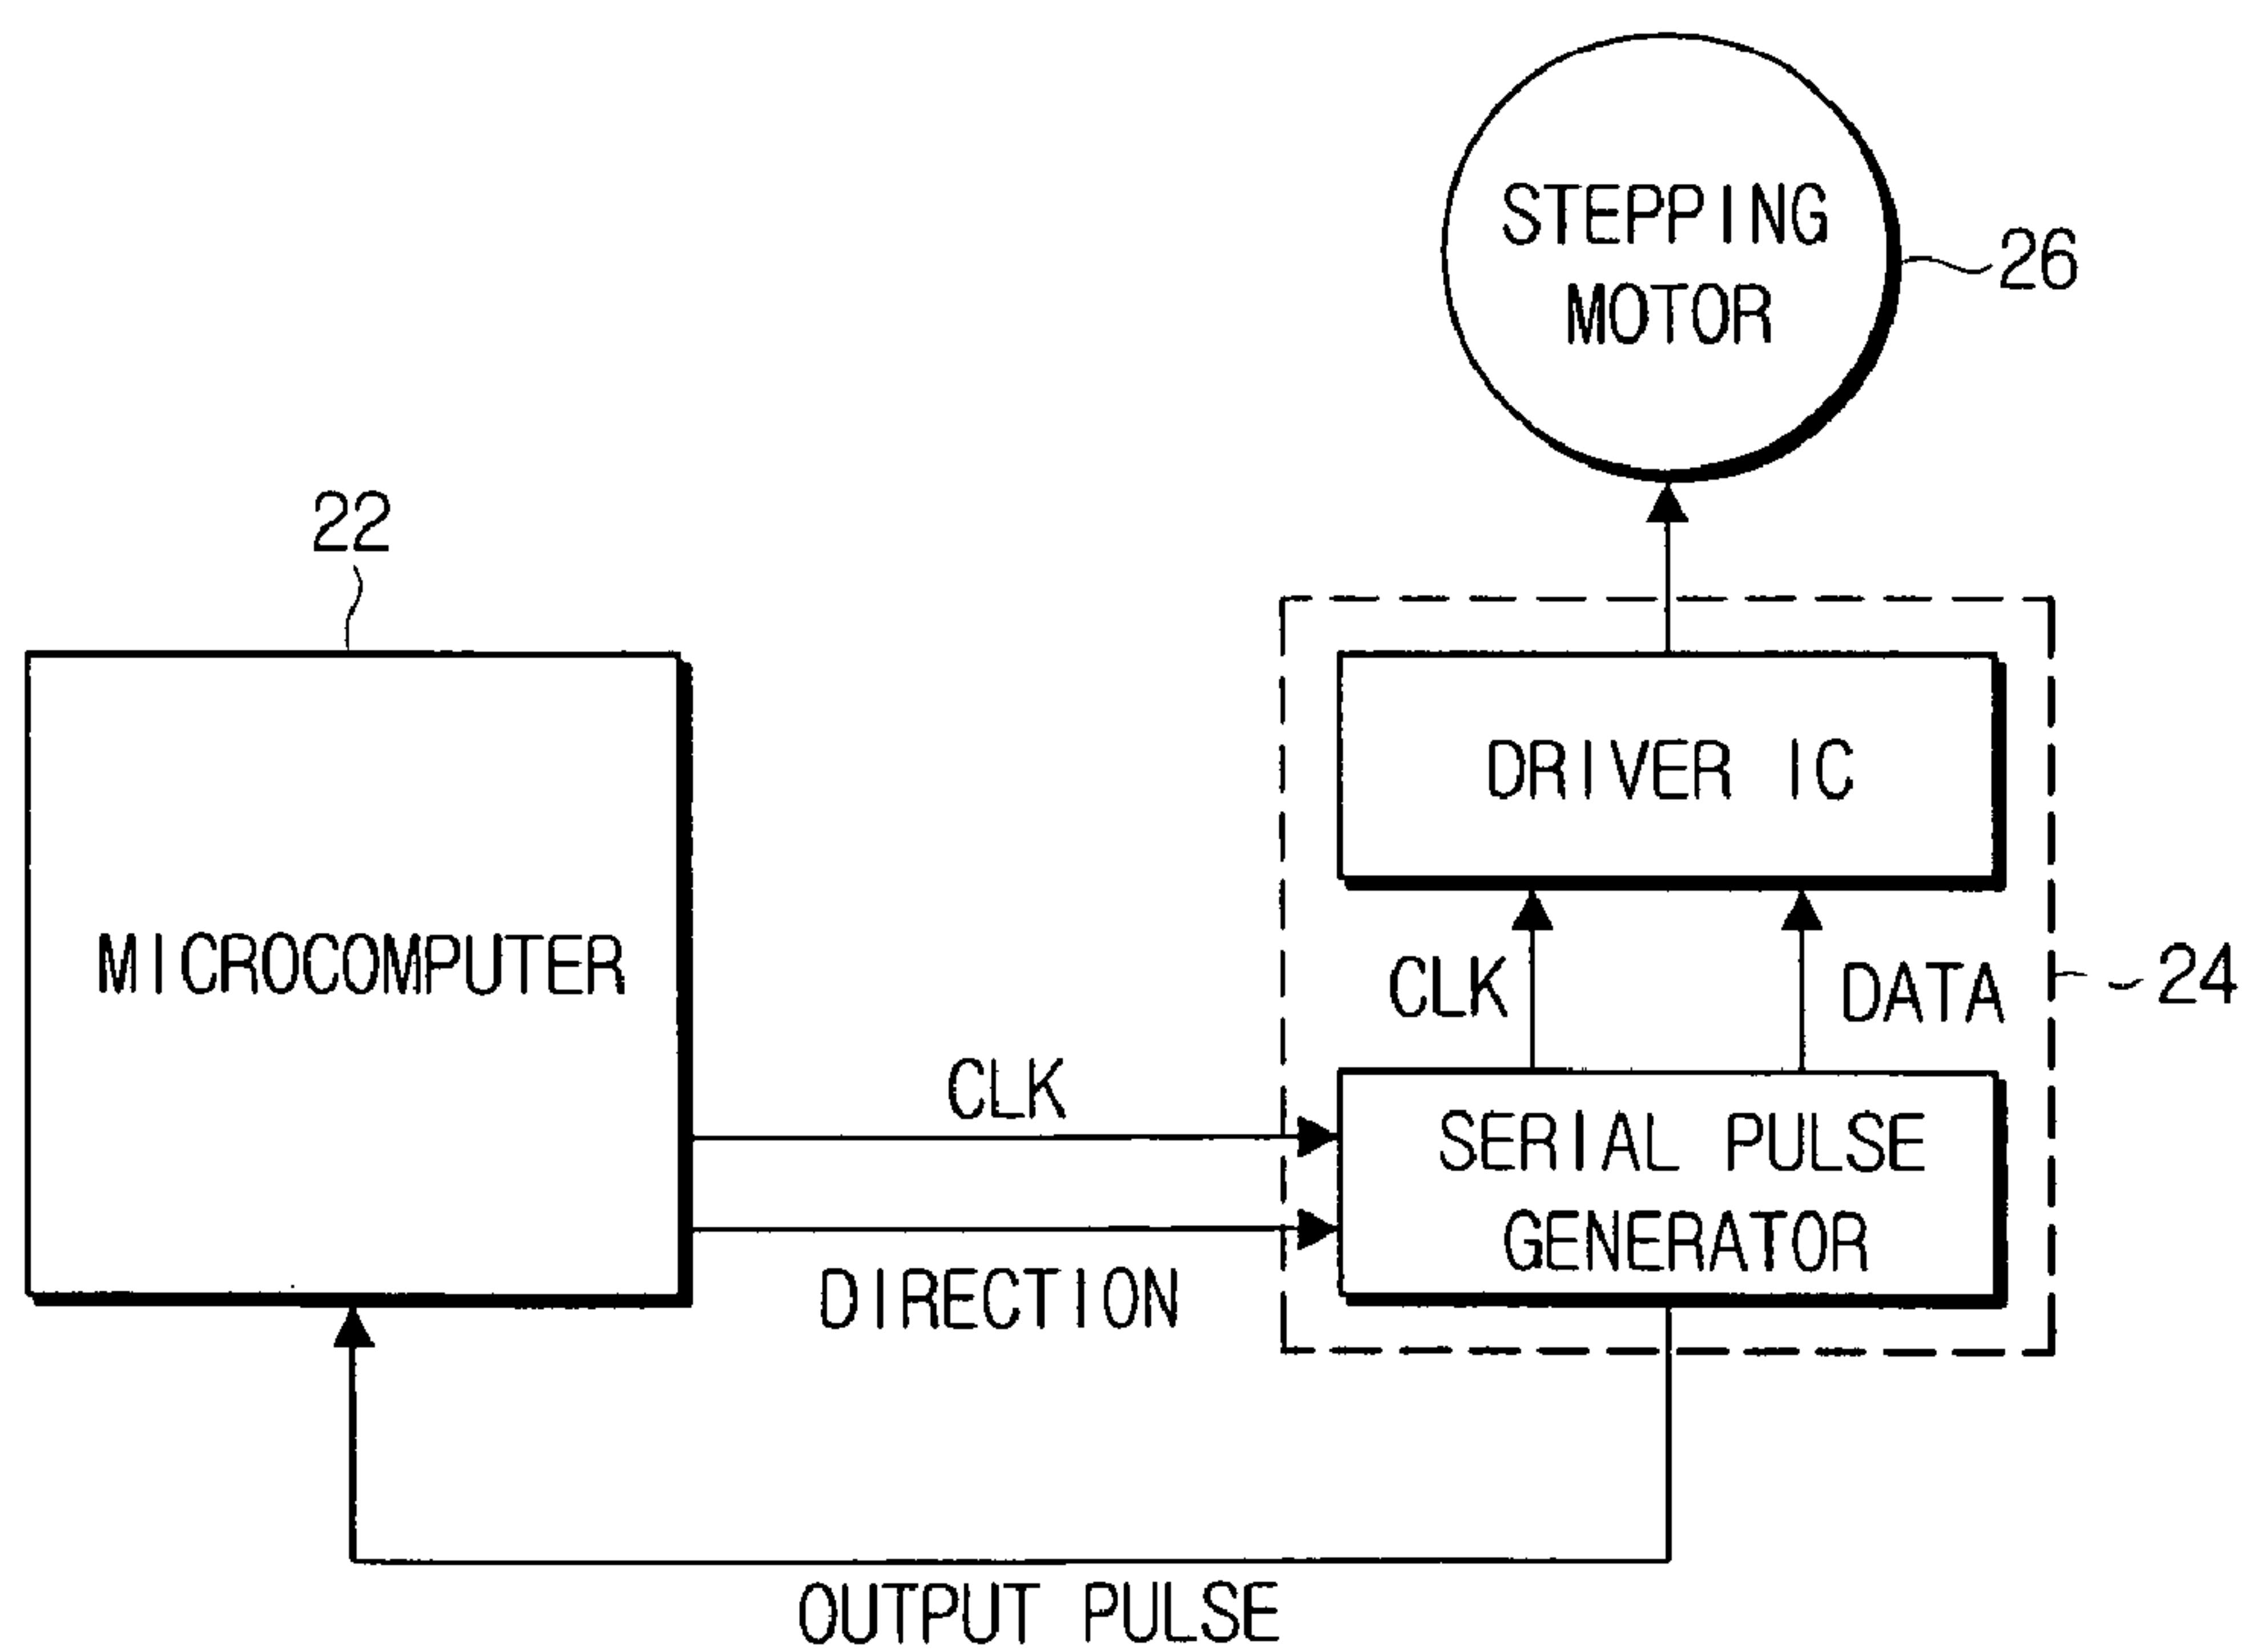 STEPPING
MOTOR
26
22
DRIVER IC
MICROCOMPUTER
CLK
DATA
24
CLK
SERIAL PULSE
GENERATOR
DIRECTION
OUTPUT PULSE